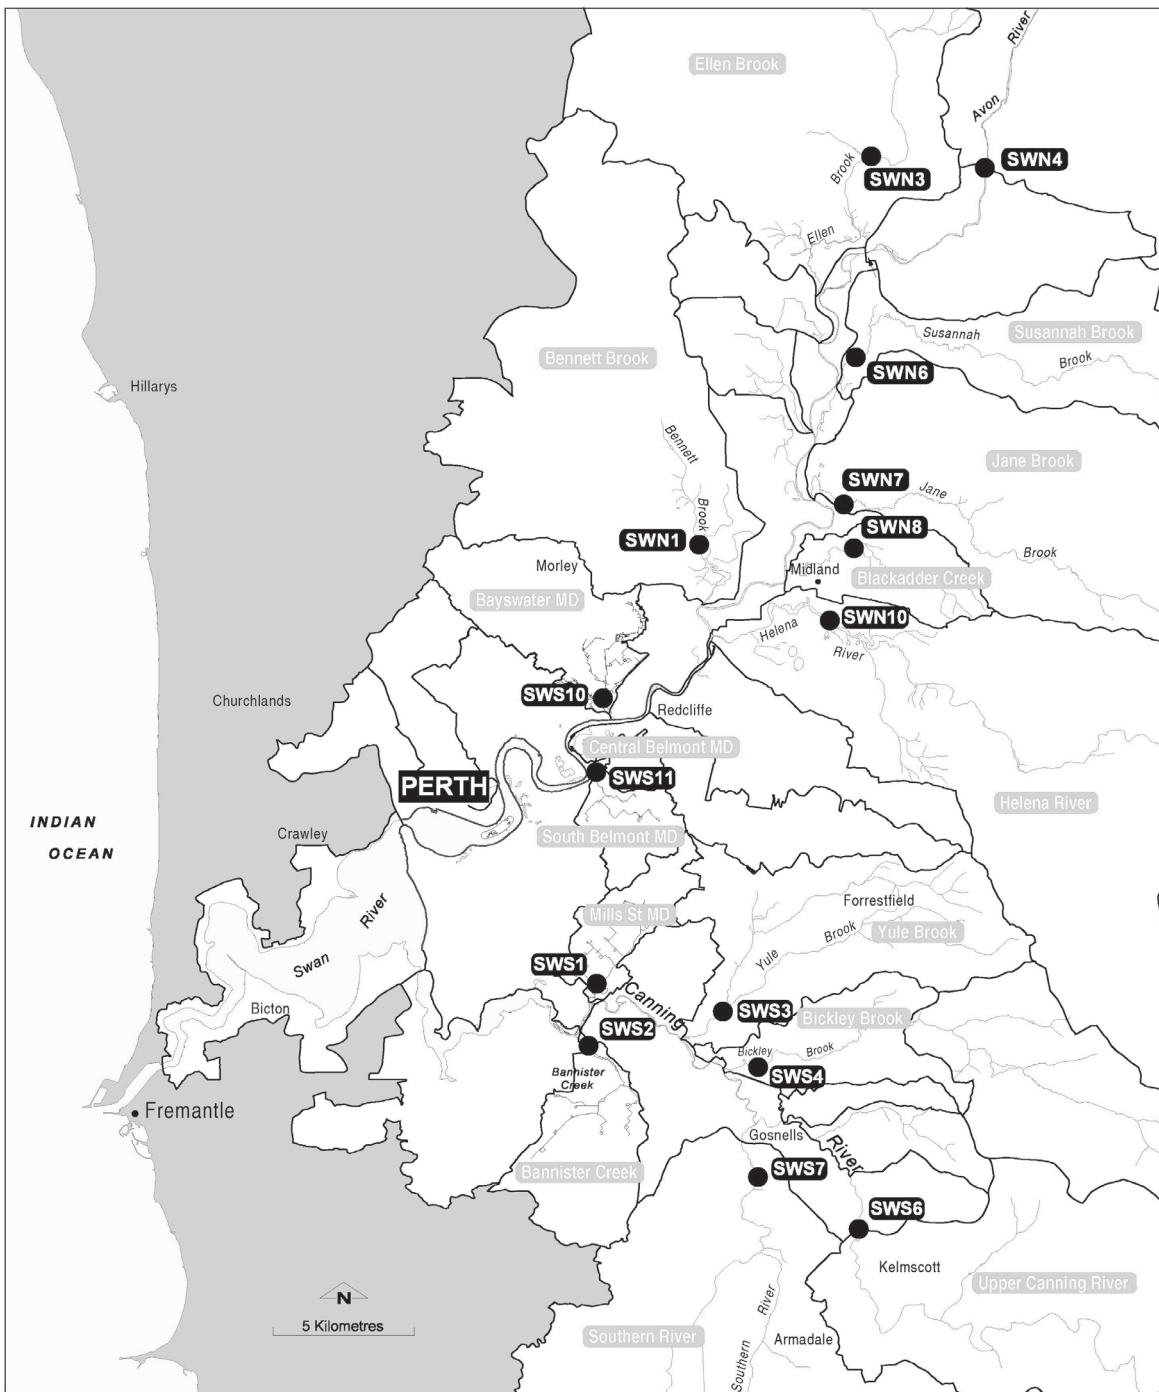 River
Ellen Brook
Avon
Brook
SWN4
SWN3
Ellen
Susannah
Susannah Brook
Bennett Brook
Brook
SWN6
Hillarys
Bennett
Jane Brook
SWN7
Jane
Brook
SWN8
SWN1
Brook
Morley
Midland
Blackadder Creek
Bayswater MD
SWN10
Helena
River
SWS10
Churchlands
Redcliffe
Central Belmont MD
SWS11
PERTH
Helena River
INDIAN
OCEAN
Crawley
South Belmont MD
Forrestfield
River
Mills St MD
Brook
Yule Brook
Swan
SWS1
Yule
Canning
Bicton
SWS3
Bickley Brook
SWS2
Bickley
Brook
Bannister
Creek
SWS4
Fremantle
Gosnells
River
Bannister Creek
SWS7
SWS6
Kelmscott
Upper Canning River
N
5 Kilometres
River
Southern River
Armadale
Southern